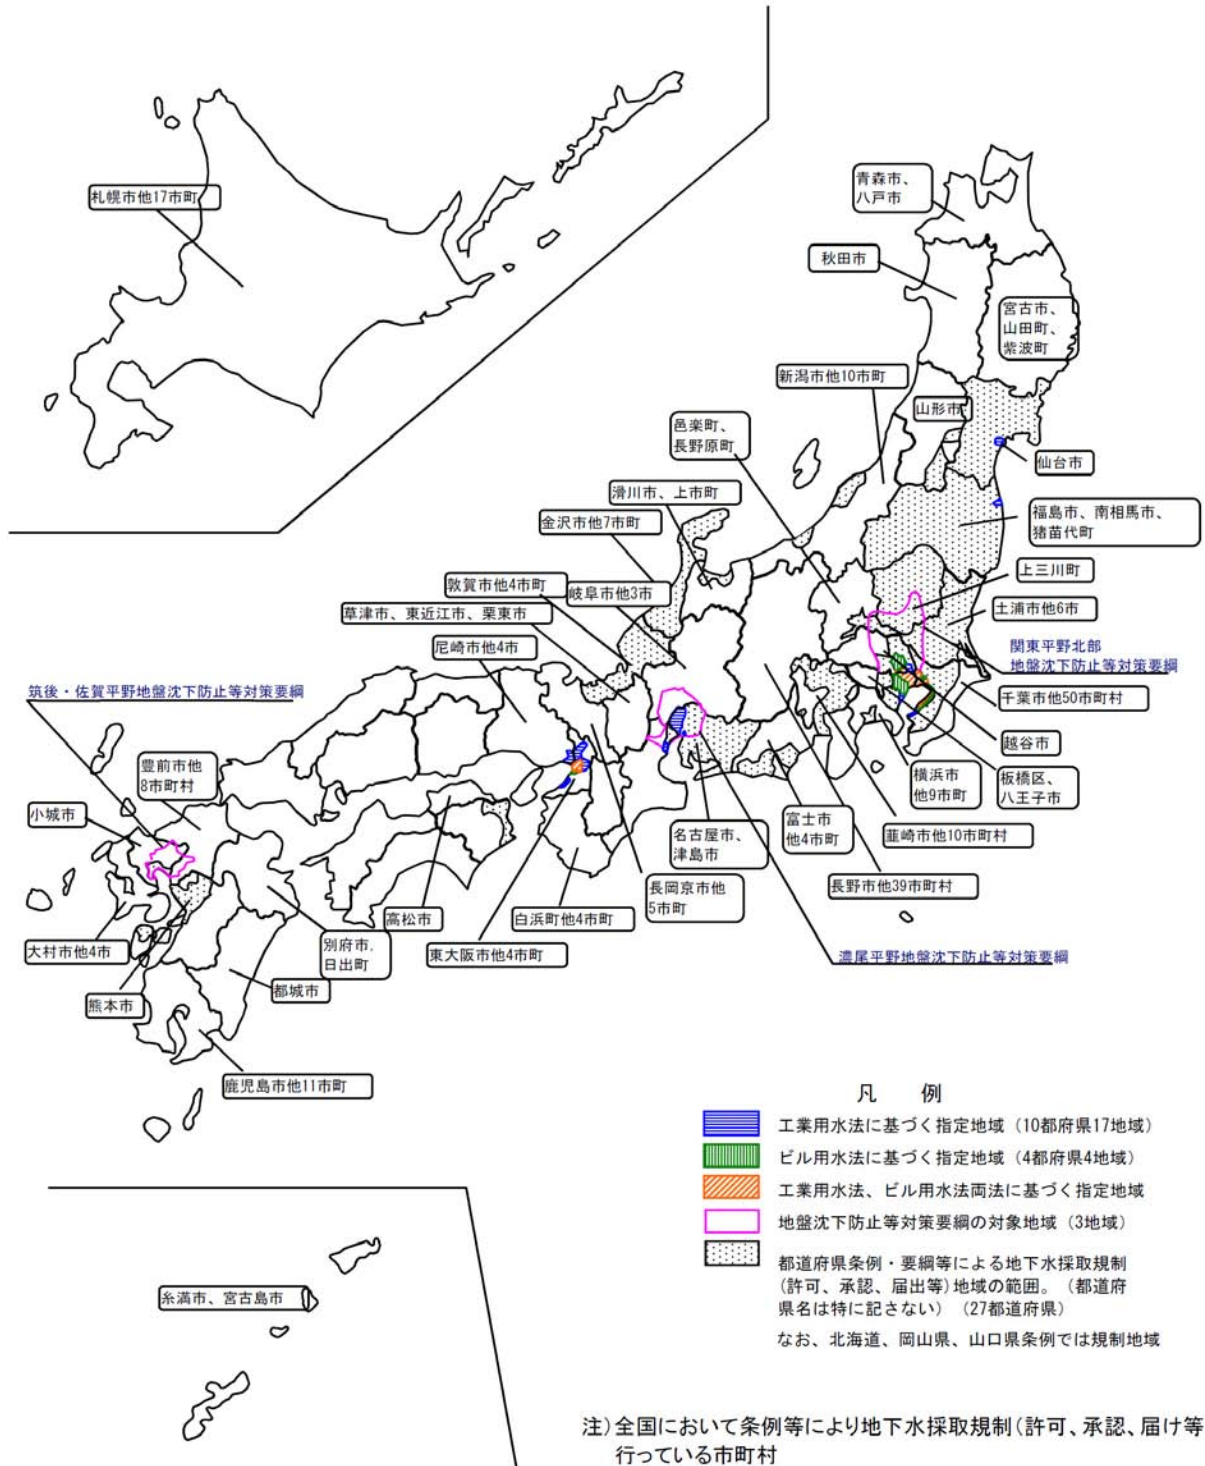 札幌市他17市町
青森市、
八戸市
秋田市
宮古市、
山田町、
紫波町
新潟市他10市町
山形市
邑楽町、
長野原町
仙台市
滑川市、上市町
福島市、南相馬市、
猪苗代町
金沢市他7市町
上三川町
敦賀市他4市町
岐阜市他3市
土浦市他6市
草津市、東近江市、栗東市
関東平野北部
地盤沈下防止等対策要綱
尼崎市他4市
筑後・佐賀平野地盤沈下防止等対策要綱
千葉市他50市町村
越谷市
豊前市他
8市町村
横浜市
他9市町
板橋区、
八王子市
小城市
富士市
他4市町
韮崎市他10市町村
名古屋市、
津島市
長野市他39市町村
長岡京市他
5市町
高松市
白浜町他4市町
別府市、
日出町
大村市他4市
東大阪市他4市町
濃尾平野地盤沈下防止等対策要綱
都城市
熊本市
鹿児島市他11市町
糸満市、宮古島市
凡 例
工業用水法に基づく指定地域（10都府県17地域）
ビル用水法に基づく指定地域（4都府県4地域）
工業用水法、ビル用水法両法に基づく指定地域
地盤沈下防止等対策要綱の対象地域（3地域）
都道府県条例・要綱等による地下水採取規制
（許可、承認、届出等）地域の範囲。（都道府
県名は特に記さない）（27都道府県）
なお、北海道、岡山県、山口県条例では規制地域
注）全国において条例等により地下水採取規制（許可、承認、届け等
行っている市町村